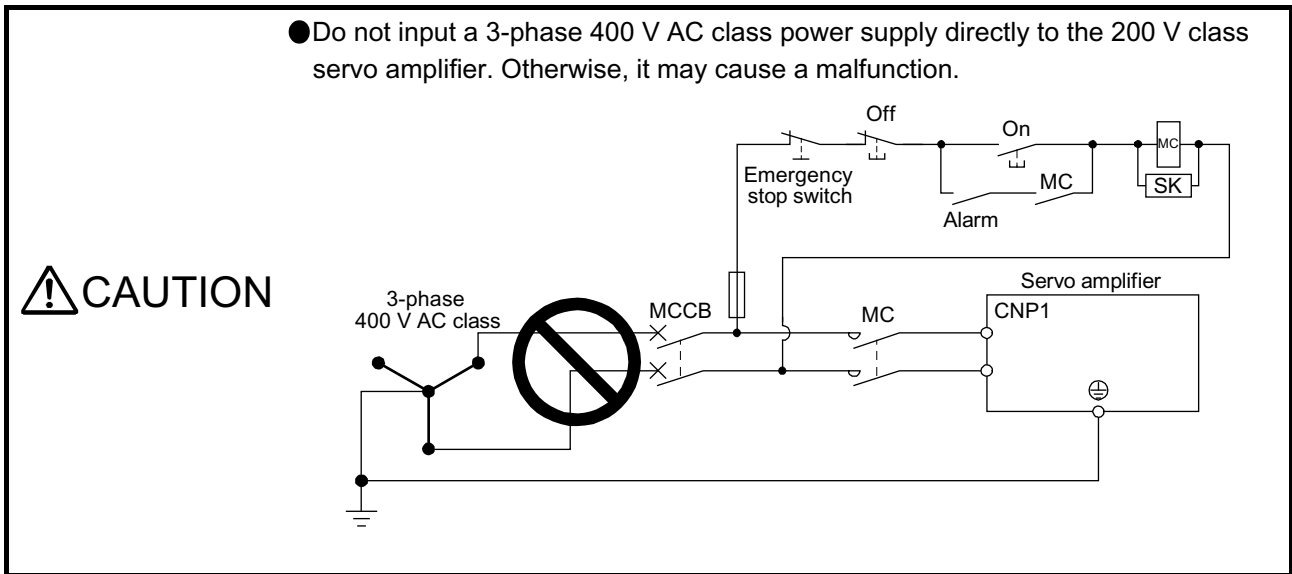 ●Do not input a 3-phase 400 V AC class power supply directly to the 200 V class
servo amplifier. Otherwise, it may cause a malfunction.
CAUTION
Off
On
MC
Emergency
stop switch
MC
SK
Alarm
Servo amplifier
3-phase
400 V AC class
MCCB
MC
CNP1